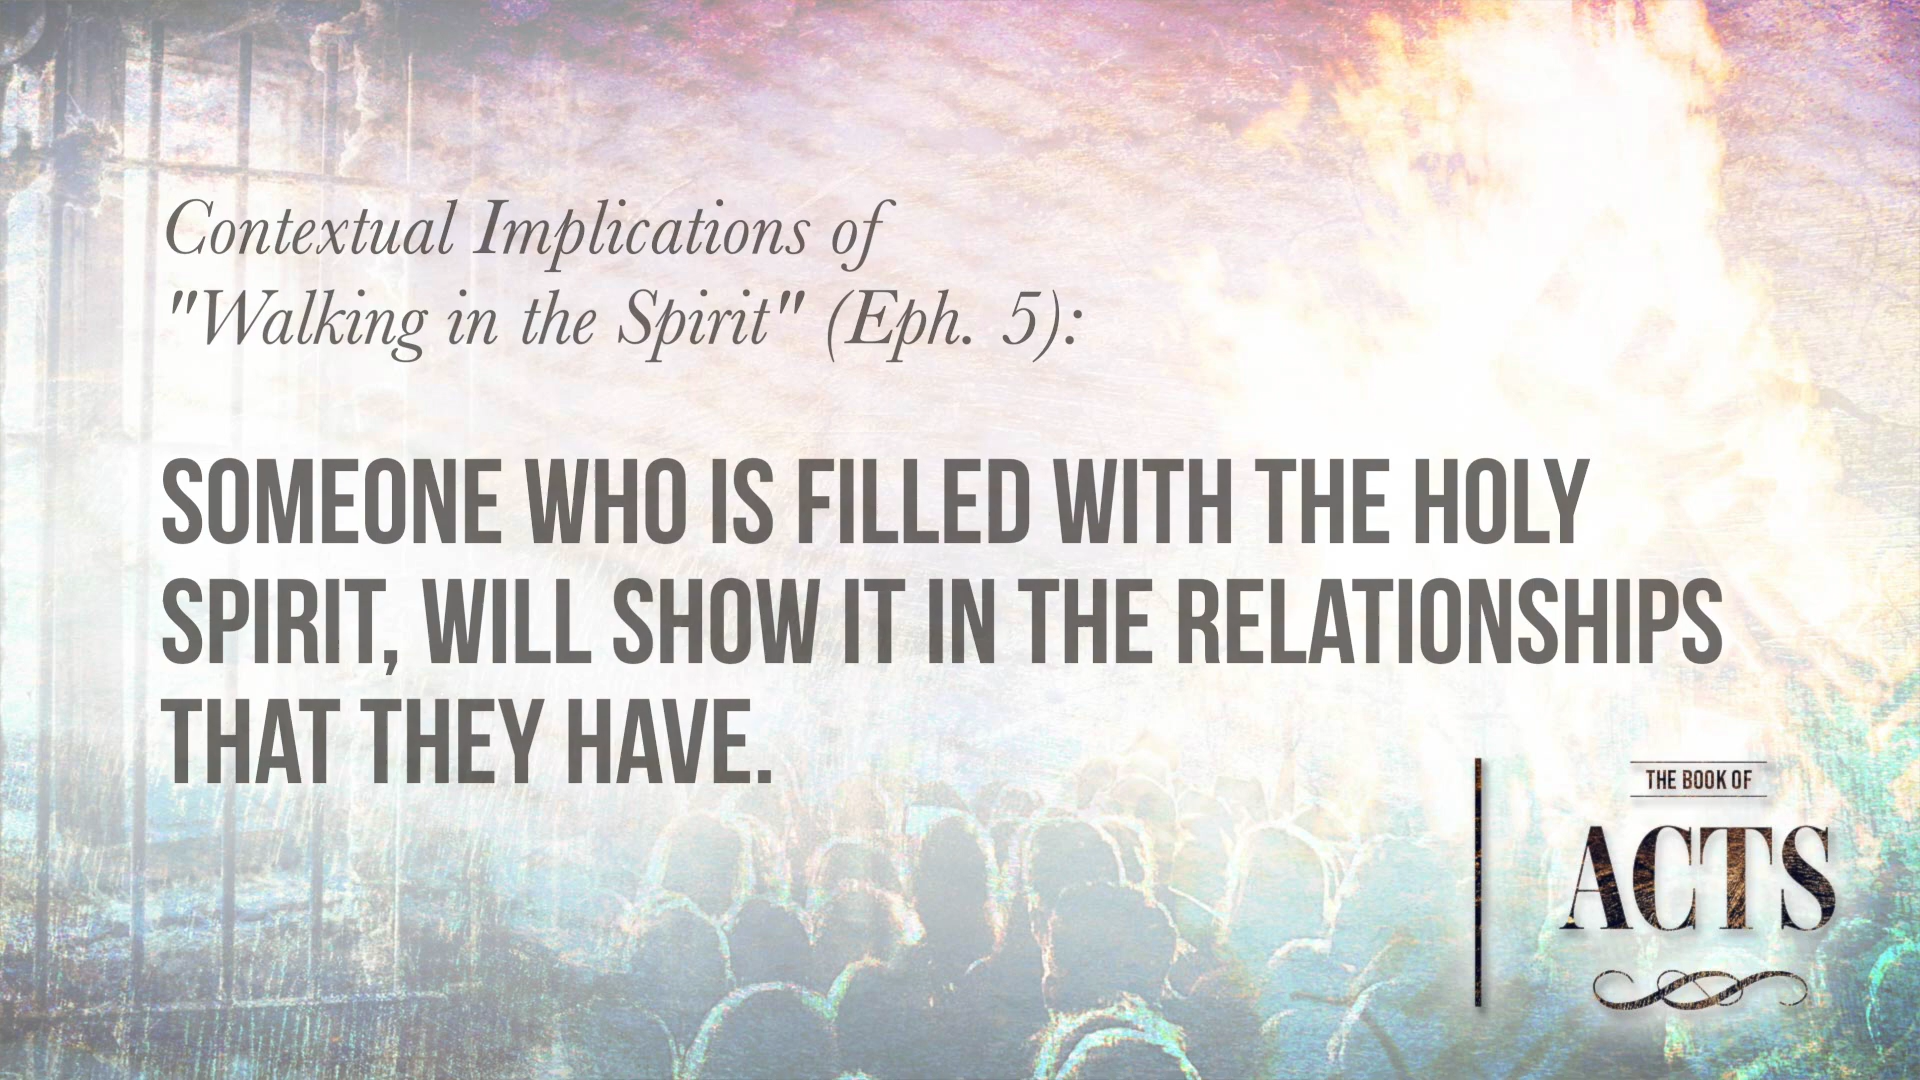 Contextual Implications of
"Walking in the Spirit" (Eph. 5):
SOMEONE WHO IS FILLED WITH THE HOLY
SPIRIT, WILL SHOW IT IN THE RELATIONSHIPS
THAT THEY HAVE.
THE BOOK OF
ACTS